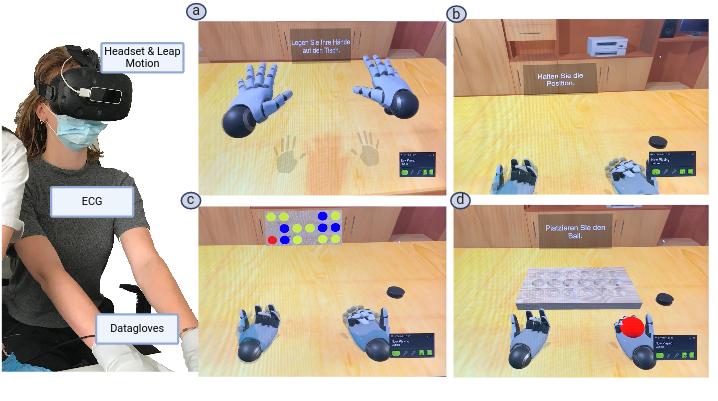 Headset & Leap
Motion
ECG
Datagloves
a
Legen Sie Ihre Hände
auf den Tisch.
b
Halten Sie die
Position.
c
d
Platzieren Sie den
Ball.